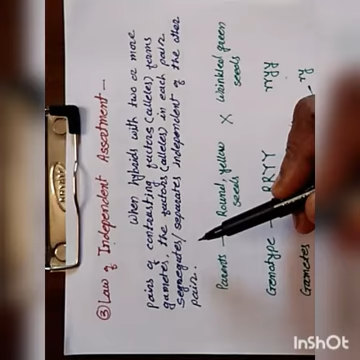 ③ Law of Independent Assortment —
When hybrids with two or more
pairs of contrasting factors (alleles) forms
gametes, the factors (alleles) in each pair
segregates/ separates independent of the other
pair.
Parents — Round yellow X Wrinkled green
seeds seeds
Genotype — RRYY rryy
Gametes ry
InShOt